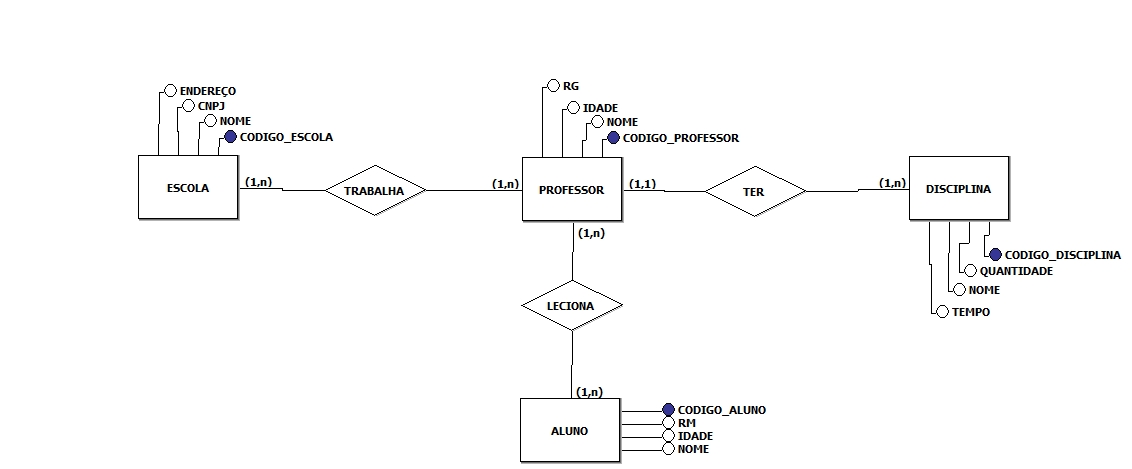 RG
ENDEREÇO
CNPJ
NOME
CODIGO_ESCOLA
IDADE
NOME
CODIGO_PROFESSOR
ESCOLA
(1,n)
TRABALHA
(1,n)
PROFESSOR
(1,1)
TER
(1,n)
DISCIPLINA
(1,n)
CODIGO_DISCIPLINA
QUANTIDADE
NOME
TEMPO
LECIONA
(1,n)
ALUNO
CODIGO_ALUNO
RM
IDADE
NOME